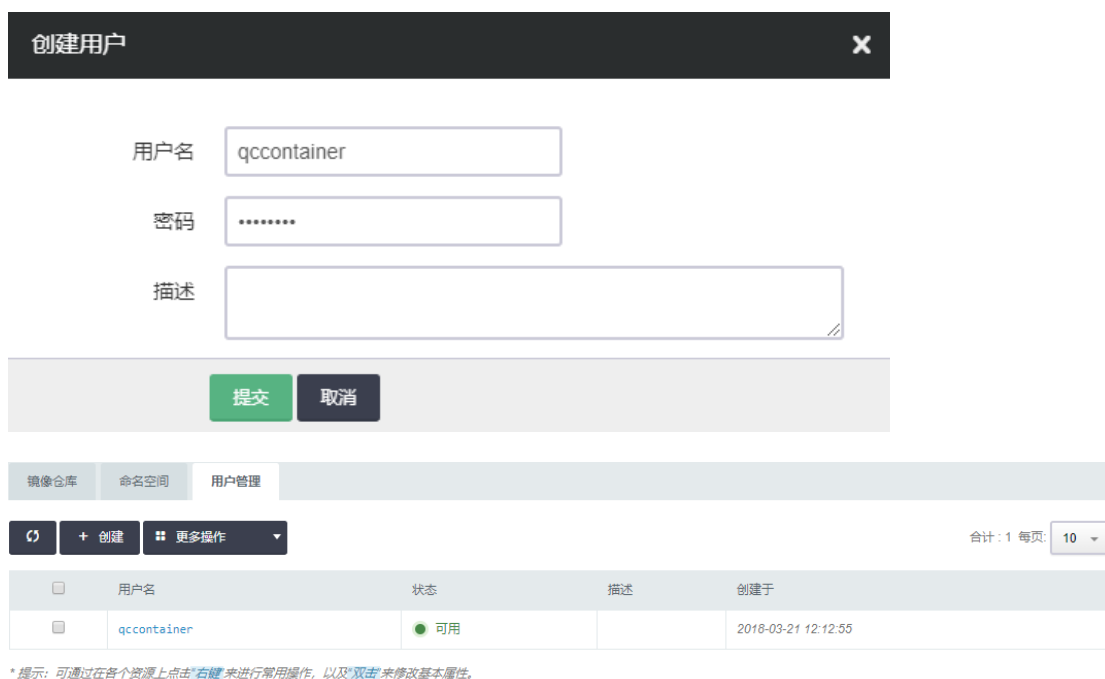 创建用户
用户名 qccontainer
密码 ••••••••
描述
提交 取消
镜像仓库 命名空间 用户管理
+ 创建 更多操作 合计 : 1 每页: 10
用户名 状态 描述 创建于
qccontainer 可用 2018-03-21 12:12:55
* 提示：可通过在各个资源上点击"右键"来进行常用操作，以及"双击"来修改基本属性。